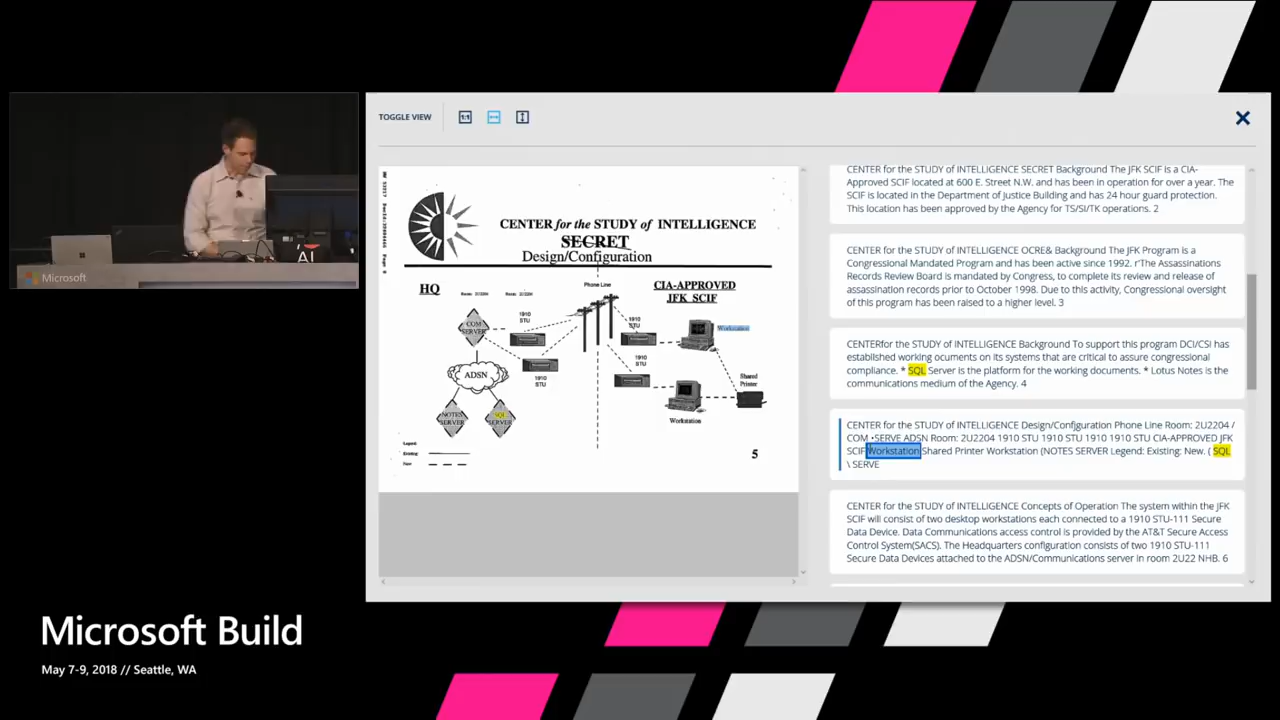 TOGGLE VIEW
1:1
CENTER for the STUDY of INTELLIGENCE
SECRET
Design/Configuration
HQ
Phone Line
CIA-APPROVED
JFK SCIF
1910
STU
1910
STU
COM
SERVER
Workstation
1910
STU
ADSN
1910
STU
Shared
Printer
NOTES
SERVER
SQL
SERVER
Workstation
Legend:
Existing:
New:
5
CENTER for the STUDY of INTELLIGENCE SECRET Background The JFK SCIF is a CIA-
Approved SCIF located at 600 E. Street N.W. and has been in operation for over a year. The
SCIF is located in the Department of Justice Building and has 24 hour guard protection.
This location has been approved by the Agency for TS/SI/TK operations. 2
CENTER for the STUDY of INTELLIGENCE OCRE& Background The JFK Program is a
Congressional Mandated Program and has been active since 1992. r'The Assassinations
Records Review Board is mandated by Congress, to complete its review and release of
assassination records prior to October 1998. Due to this activity, Congressional oversight
of this program has been raised to a higher level. 3
CENTERfor the STUDY of INTELLIGENCE Background To support this program DCI/CSI has
established working ocuments on its systems that are critical to assure congressional
compliance. * SQL Server is the platform for the working documents. * Lotus Notes is the
communications medium of the Agency. 4
CENTER for the STUDY of INTELLIGENCE Design/Configuration Phone Line Room: 2U2204 /
COM •SERVE ADSN Room: 2U2204 1910 STU 1910 STU 1910 1910 STU CIA-APPROVED JFK
SCIF Workstation Shared Printer Workstation (NOTES SERVER Legend: Existing: New. ( SQL
\ SERVE
CENTER for the STUDY of INTELLIGENCE Concepts of Operation The system within the JFK
SCIF will consist of two desktop workstations each connected to a 1910 STU-111 Secure
Data Device. Data Communications access control is provided by the AT&T Secure Access
Control System(SACS). The Headquarters configuration consists of two 1910 STU-111
Secure Data Devices attached to the ADSN/Communications server in room 2U22 NHB. 6
AI
Microsoft
Microsoft Build
May 7-9, 2018 // Seattle, WA